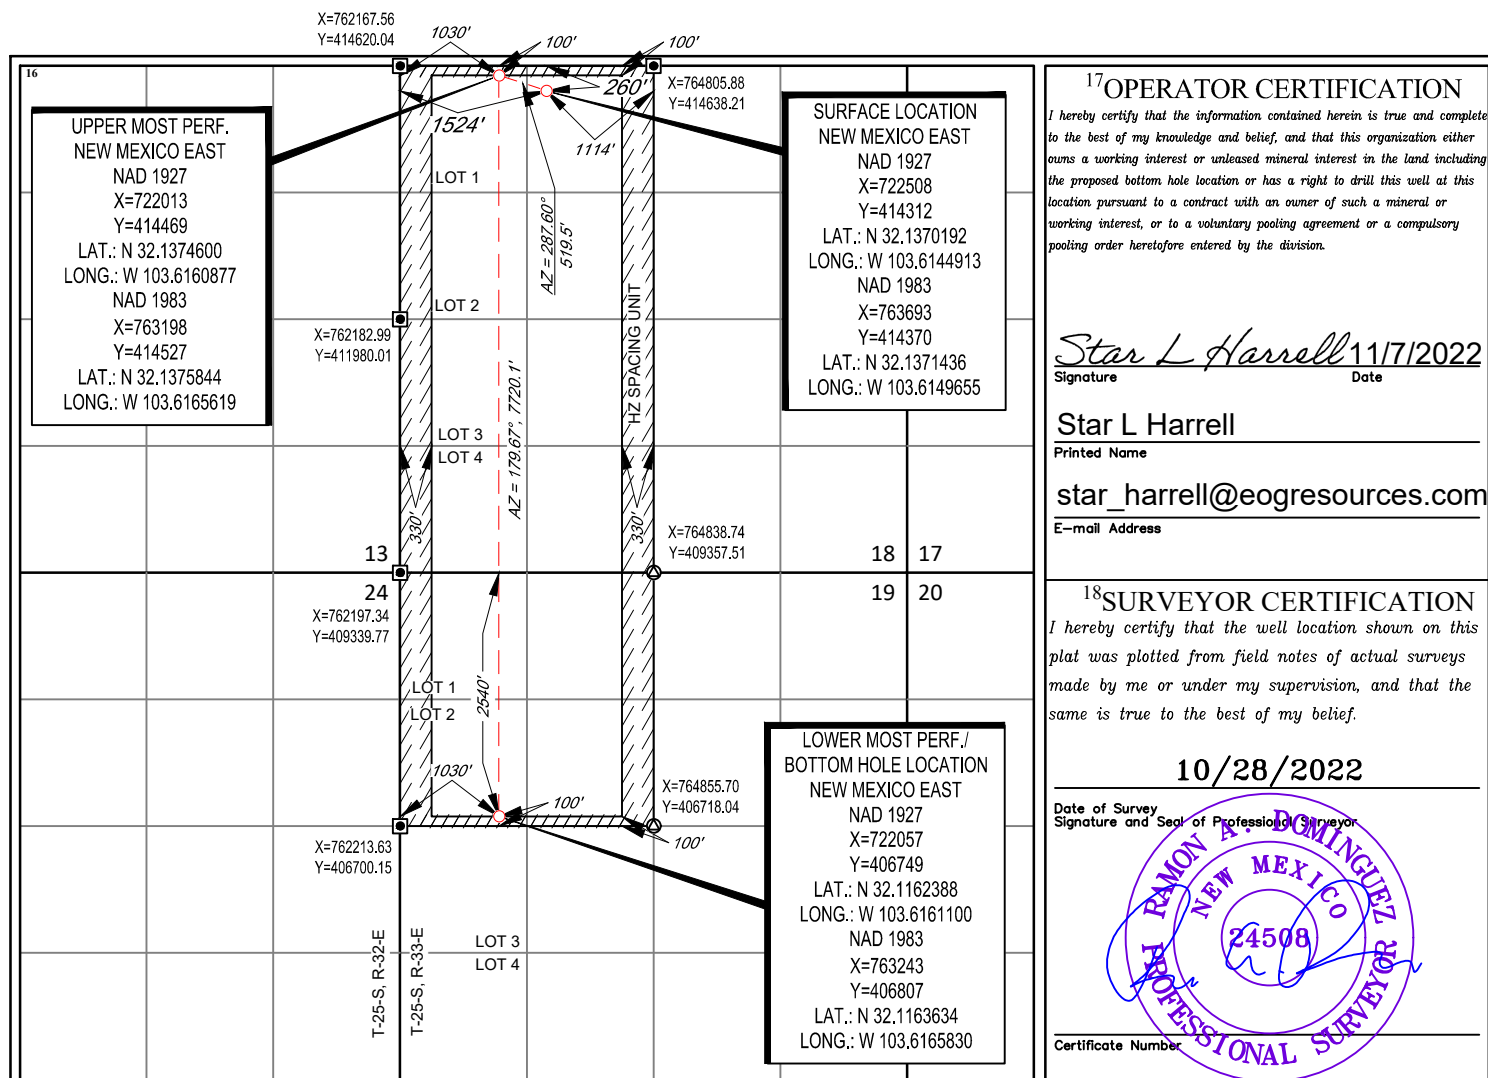 X=762167.56
Y=414620.04
1030'
100'
100'
16
UPPER MOST PERF.
NEW MEXICO EAST
NAD 1927
X=722013
Y=414469
LAT.: N 32.1374600
LONG.: W 103.6160877
NAD 1983
X=763198
Y=414527
LAT.: N 32.1375844
LONG.: W 103.6165619
260'
1524'
1114'
X=764805.88
Y=414638.21
SURFACE LOCATION
NEW MEXICO EAST
NAD 1927
X=722508
Y=414312
LAT.: N 32.1370192
LONG.: W 103.6144913
NAD 1983
X=763693
Y=414370
LAT.: N 32.1371436
LONG.: W 103.6149655
LOT 1
AZ = 287.60°
519.5'
LOT 2
X=762182.99
Y=411980.01
HZ SPACING UNIT
AZ = 179.67°, 7720.1'
LOT 3
LOT 4
330'
330'
X=764838.74
Y=409357.51
13
18 17
24
19 20
X=762197.34
Y=409339.77
LOT 1
LOT 2
2540'
1030'
100'
X=764855.70
Y=406718.04
100'
X=762213.63
Y=406700.15
LOWER MOST PERF./
BOTTOM HOLE LOCATION
NEW MEXICO EAST
NAD 1927
X=722057
Y=406749
LAT.: N 32.1162388
LONG.: W 103.6161100
NAD 1983
X=763243
Y=406807
LAT.: N 32.1163634
LONG.: W 103.6165830
T-25-S, R-32-E
T-25-S, R-33-E
LOT 3
LOT 4
17OPERATOR CERTIFICATION
I hereby certify that the information contained herein is true and complete
to the best of my knowledge and belief, and that this organization either
owns a working interest or unleased mineral interest in the land including
the proposed bottom hole location or has a right to drill this well at this
location pursuant to a contract with an owner of such a mineral or
working interest, or to a voluntary pooling agreement or a compulsory
pooling order heretofore entered by the division.
Star L Harrell 11/7/2022
Signature Date
Star L Harrell
Printed Name
star_harrell@eogresources.com
E-mail Address
18SURVEYOR CERTIFICATION
I hereby certify that the well location shown on this
plat was plotted from field notes of actual surveys
made by me or under my supervision, and that the
same is true to the best of my belief.
10/28/2022
Date of Survey
Signature and Seal of Professional Surveyor
RAMON A. DOMINGUEZ
NEW MEXICO
24508
PROFESSIONAL SURVEYOR
Certificate Number